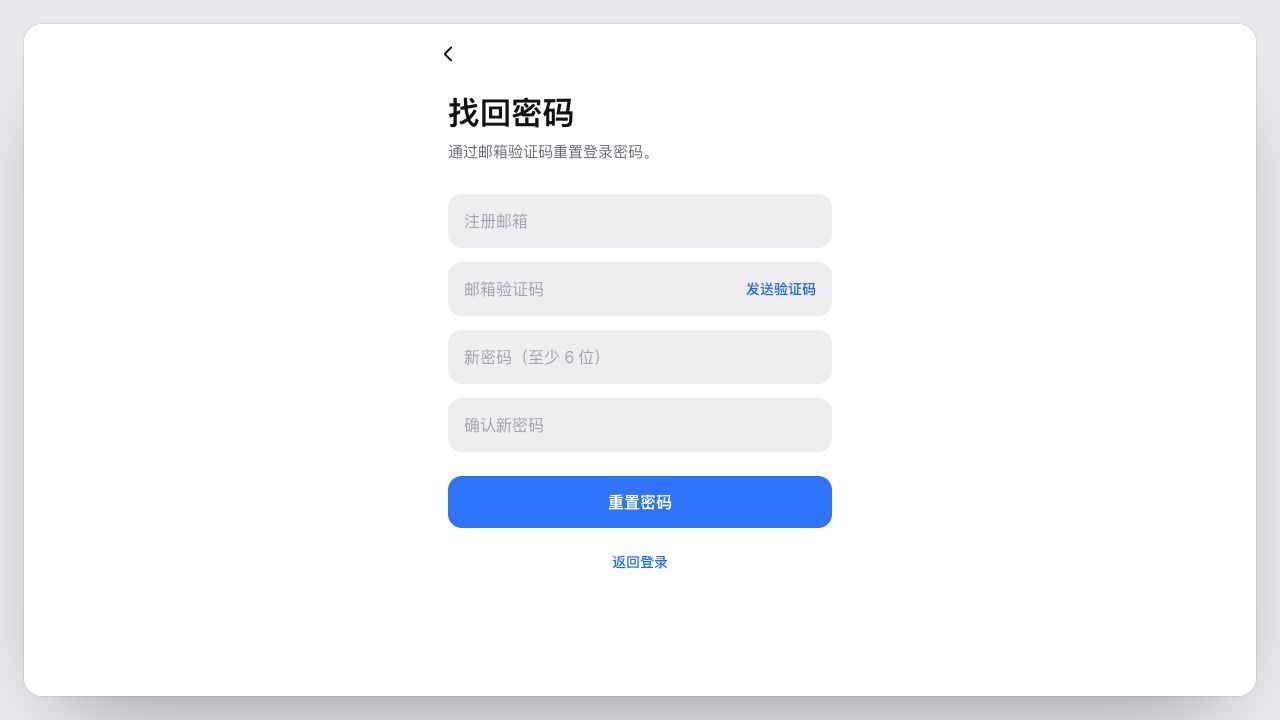 找回密码
通过邮箱验证码重置登录密码。
注册邮箱
邮箱验证码 发送验证码
新密码（至少 6 位）
确认新密码
重置密码
返回登录